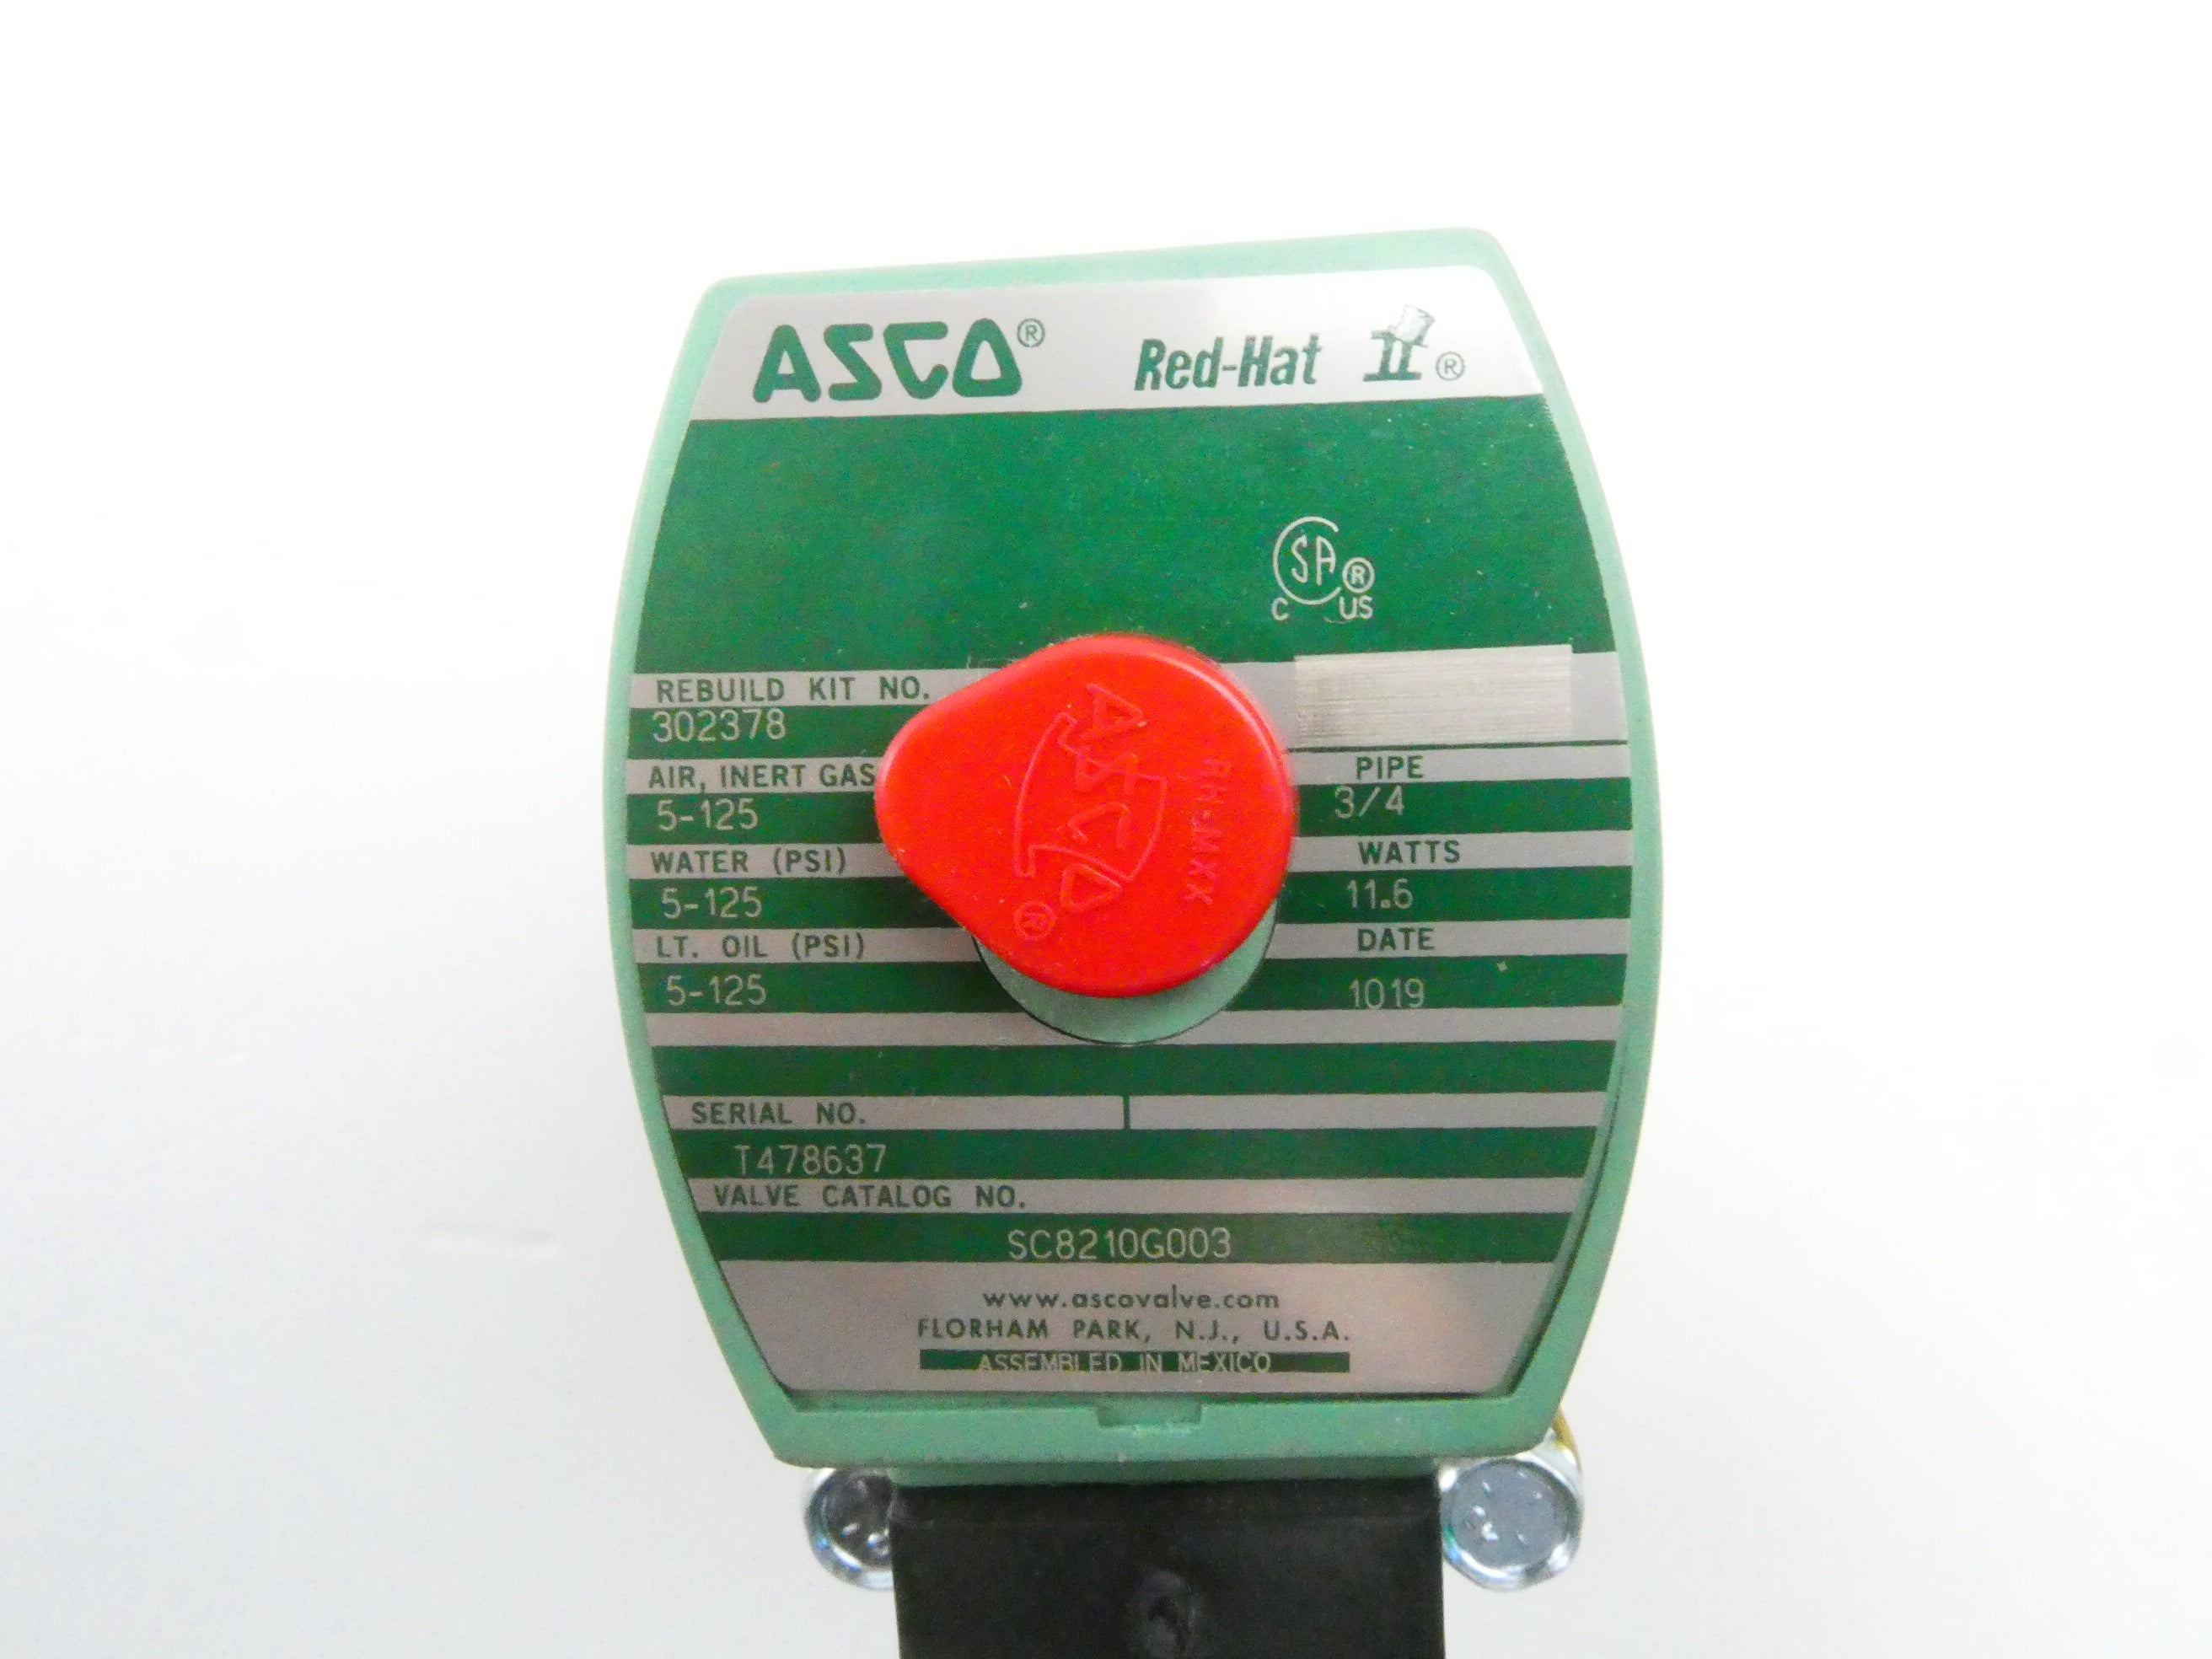 ASCO® Red-Hat II®
SA®
C US
REBUILD KIT NO.
302378
AIR, INERT GAS
5-125
WATER (PSI)
5-125
LT. OIL (PSI)
5-125
ASCO®
RH-MXX
PIPE
3/4
WATTS
11.6
DATE
1019
SERIAL NO.
T478637
VALVE CATALOG NO.
SC8210G003
www.ascovalve.com
FLORHAM PARK, N.J., U.S.A.
ASSEMBLED IN MEXICO